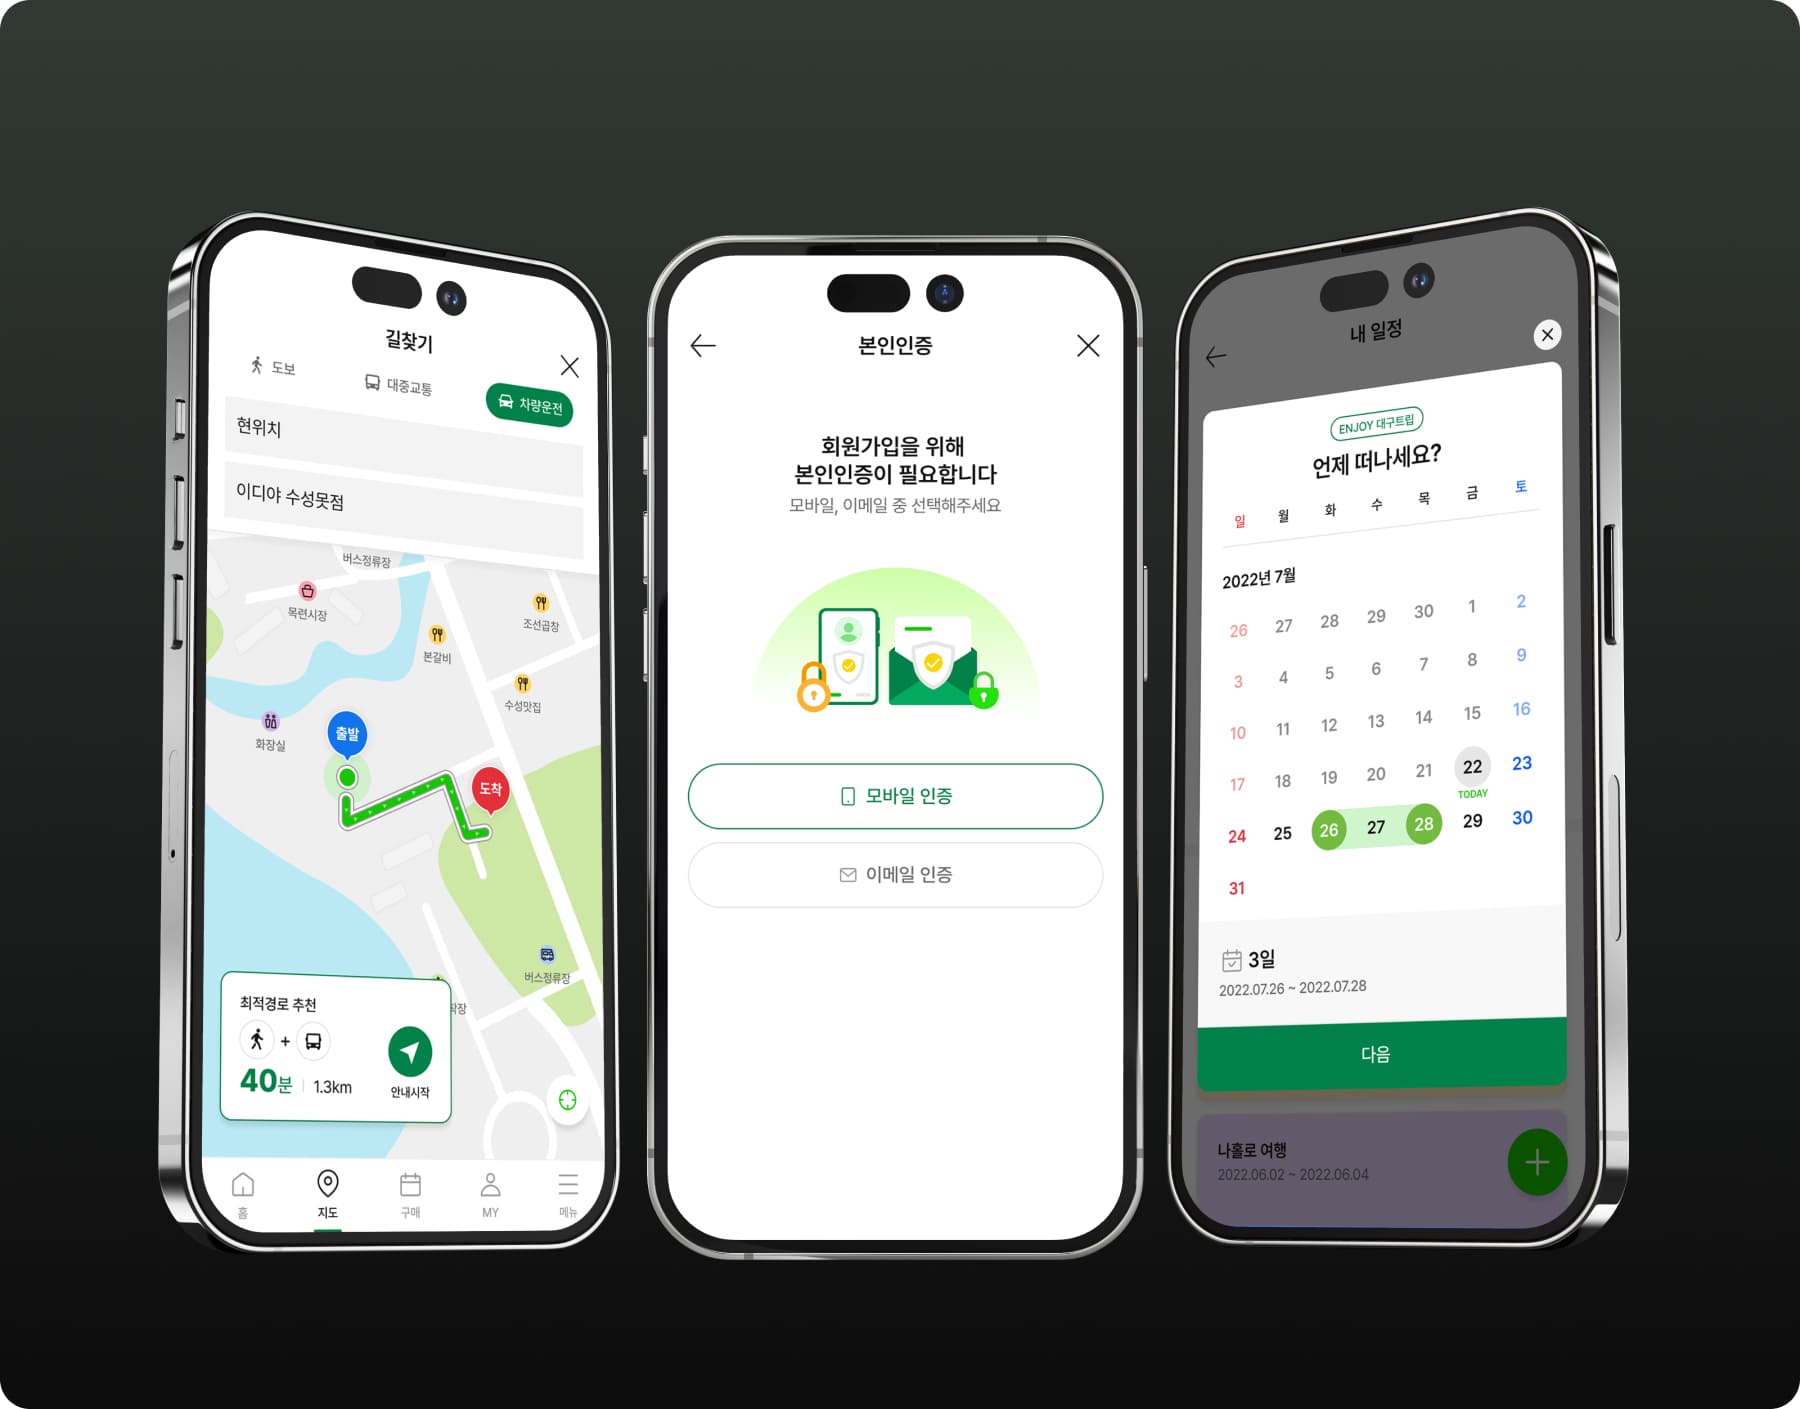 길찾기
도보
대중교통
차량운전
현위치
이디야 수성못점
버스정류장
목련시장
조선곱창
본갈비
수성맛집
화장실
출발
도착
버스정류장
최적경로 추천
+
40분 | 1.3km
안내시작
홈
지도
구매
MY
메뉴
본인인증
회원가입을 위해
본인인증이 필요합니다
모바일, 이메일 중 선택해주세요
모바일 인증
이메일 인증
내 일정
ENJOY 대구트립
언제 떠나세요?
일 월 화 수 목 금 토
2022년 7월
26 27 28 29 30 1 2
3 4 5 6 7 8 9
10 11 12 13 14 15 16
17 18 19 20 21 22 23
TODAY
24 25 26 27 28 29 30
31
3일
2022.07.26 ~ 2022.07.28
다음
나홀로 여행
2022.06.02 ~ 2022.06.04